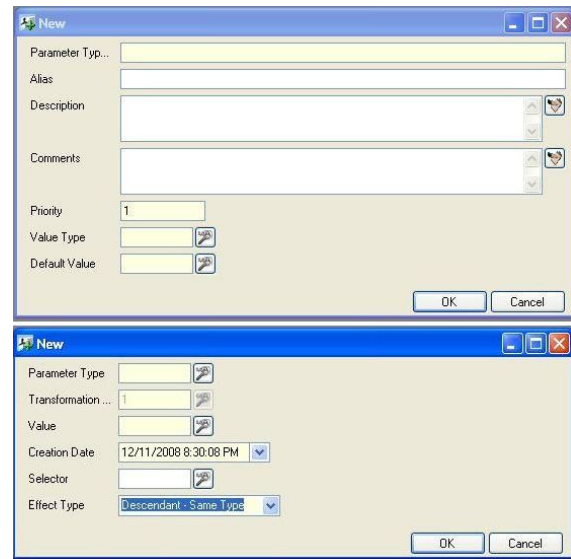 New
Parameter Typ...
Alias
Description
Comments
Priority 1
Value Type
Default Value
OK Cancel
New
Parameter Type
Transformation ... 1
Value
Creation Date 12/11/2008 8:30:08 PM
Selector
Effect Type Descendant - Same Type
OK Cancel